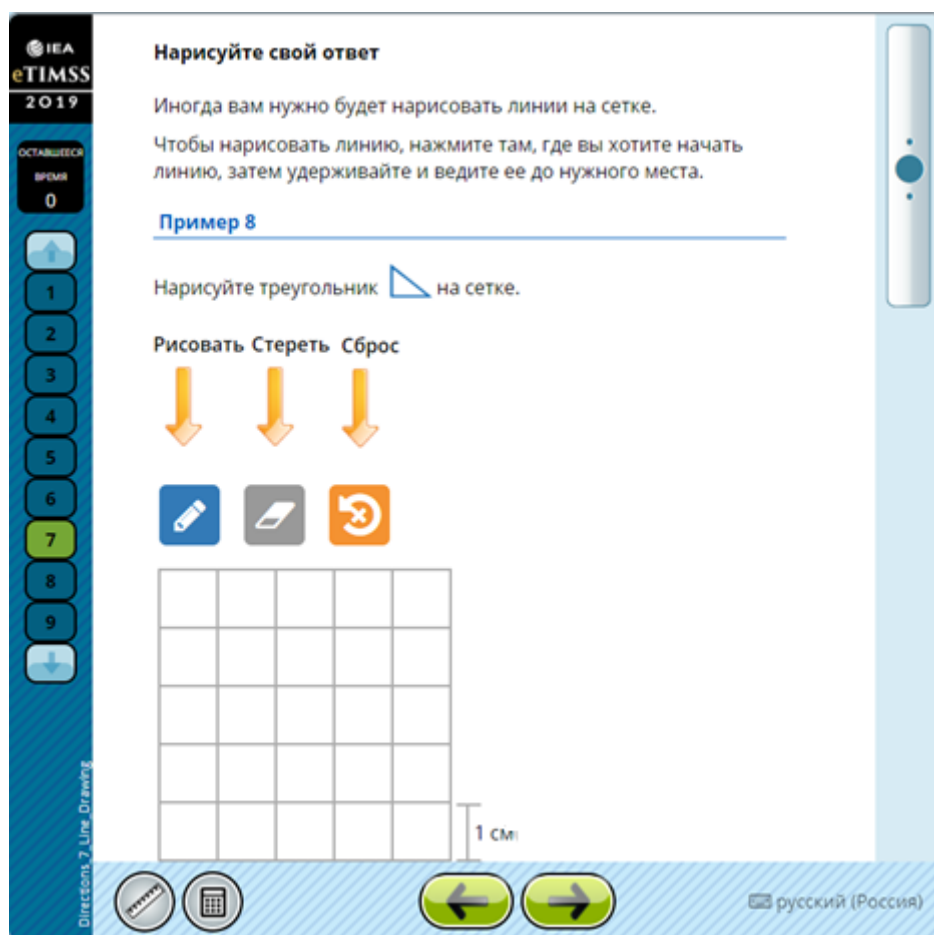 IEA
eTIMSS
2019
ОСТАВШЕЕСЯ
ВРЕМЯ
0
1
2
3
4
5
6
7
8
9
Directions_7_Line_Drawing
Нарисуйте свой ответ
Иногда вам нужно будет нарисовать линии на сетке.
Чтобы нарисовать линию, нажмите там, где вы хотите начать
линию, затем удерживайте и ведите ее до нужного места.
Пример 8
Нарисуйте треугольник на сетке.
Рисовать Стереть Сброс
1 см
русский (Россия)